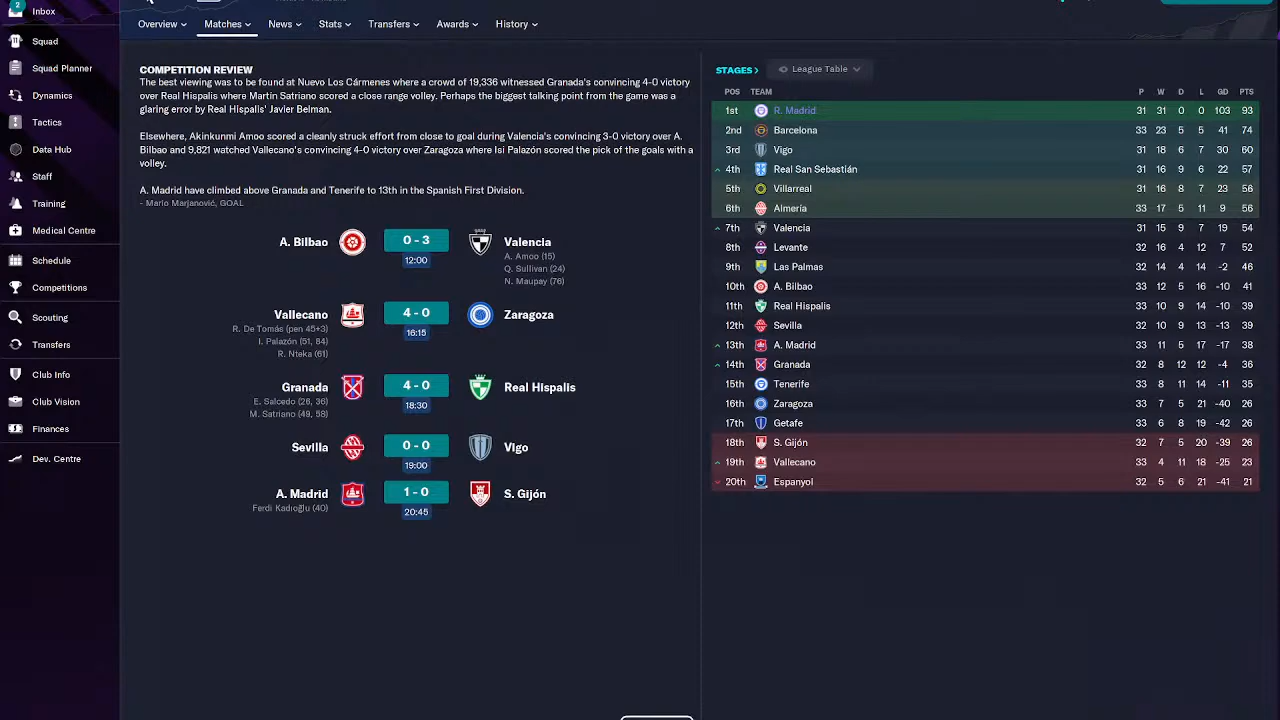 2
Inbox
Squad
Squad Planner
Dynamics
Tactics
Data Hub
Staff
Training
Medical Centre
Schedule
Competitions
Scouting
Transfers
Club Info
Club Vision
Finances
Dev. Centre
Overview
Matches
News
Stats
Transfers
Awards
History
COMPETITION REVIEW
The best viewing was to be found at Nuevo Los Cármenes where a crowd of 19,336 witnessed Granada's convincing 4-0 victory
over Real Hispalis where Martín Satriano scored a close range volley. Perhaps the biggest talking point from the game was a
glaring error by Real Hispalis' Javier Belman.
Elsewhere, Akinkunmi Amoo scored a cleanly struck effort from close to goal during Valencia's convincing 3-0 victory over A.
Bilbao and 9,821 watched Vallecano's convincing 4-0 victory over Zaragoza where Isi Palazón scored the pick of the goals with a
volley.
A. Madrid have climbed above Granada and Tenerife to 13th in the Spanish First Division.
- Mario Marjanović, GOAL
A. Bilbao 0 - 3 Valencia
12:00 A. Amoo (15)
Q. Sullivan (24)
N. Maupay (76)
Vallecano 4 - 0 Zaragoza
R. De Tomás (pen 45+3) 16:15
I. Palazón (51, 84)
R. Nteka (61)
Granada 4 - 0 Real Hispalis
E. Salcedo (28, 36) 18:30
M. Satriano (49, 58)
Sevilla 0 - 0 Vigo
19:00
A. Madrid 1 - 0 S. Gijón
Ferdi Kadıoğlu (40) 20:45
STAGES > League Table
POS TEAM P W D L GD PTS
1st R. Madrid 31 31 0 0 103 93
2nd Barcelona 33 23 5 5 41 74
3rd Vigo 31 18 6 7 30 60
4th Real San Sebastián 31 16 9 6 22 57
5th Villarreal 31 16 8 7 23 56
6th Almería 33 17 5 11 9 56
7th Valencia 31 15 9 7 19 54
8th Levante 32 16 4 12 7 52
9th Las Palmas 32 14 4 14 -2 46
10th A. Bilbao 33 12 5 16 -10 41
11th Real Hispalis 33 10 9 14 -10 39
12th Sevilla 32 10 9 13 -13 39
13th A. Madrid 33 11 5 17 -17 38
14th Granada 32 8 12 12 -4 36
15th Tenerife 33 8 11 14 -11 35
16th Zaragoza 33 7 5 21 -40 26
17th Getafe 33 6 8 19 -42 26
18th S. Gijón 32 7 5 20 -39 26
19th Vallecano 33 4 11 18 -25 23
20th Espanyol 32 5 6 21 -41 21